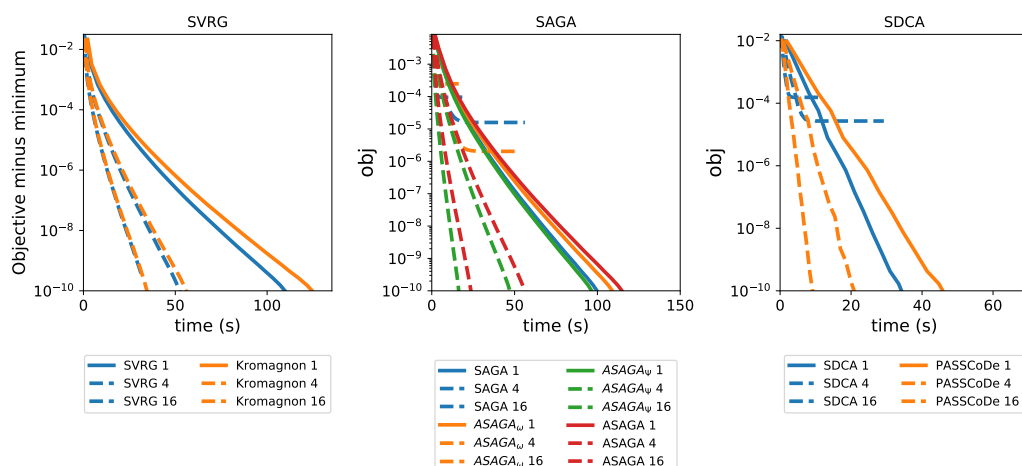 SVRG
Objective minus minimum
10⁻²
10⁻⁴
10⁻⁶
10⁻⁸
10⁻¹⁰
0 50 100
time (s)
SVRG 1 Kromagnon 1
SVRG 4 Kromagnon 4
SVRG 16 Kromagnon 16
SAGA
obj
10⁻³
10⁻⁴
10⁻⁵
10⁻⁶
10⁻⁷
10⁻⁸
10⁻⁹
10⁻¹⁰
0 50 100 150
time (s)
SAGA 1 ASAGA_Ψ 1
SAGA 4 ASAGA_Ψ 4
SAGA 16 ASAGA_Ψ 16
ASAGA_ω 1 ASAGA 1
ASAGA_ω 4 ASAGA 4
ASAGA_ω 16 ASAGA 16
SDCA
obj
10⁻²
10⁻⁴
10⁻⁶
10⁻⁸
10⁻¹⁰
0 20 40 60
time (s)
SDCA 1 PASSCoDe 1
SDCA 4 PASSCoDe 4
SDCA 16 PASSCoDe 16